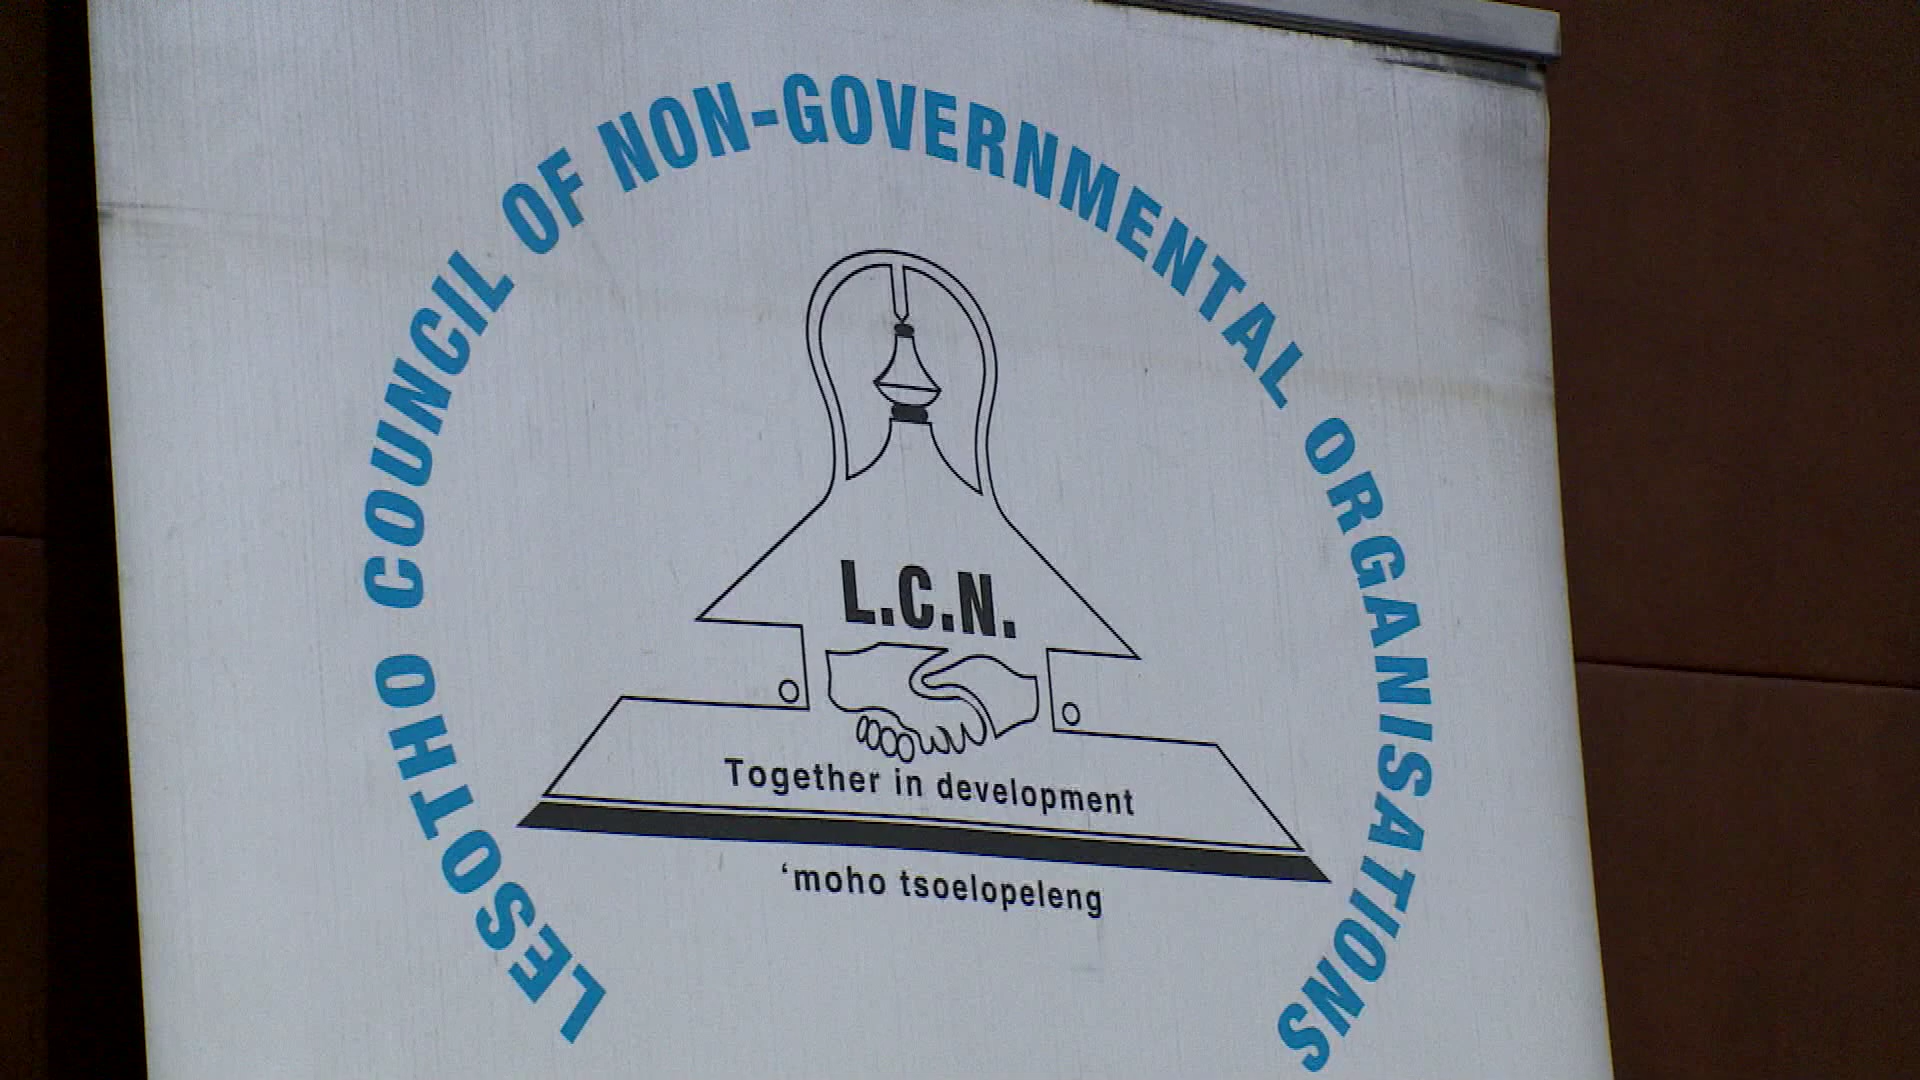 LESOTHO COUNCIL OF NON-GOVERNMENTAL ORGANISATIONS
L.C.N.
Together in development
‘moho tsoelopeleng